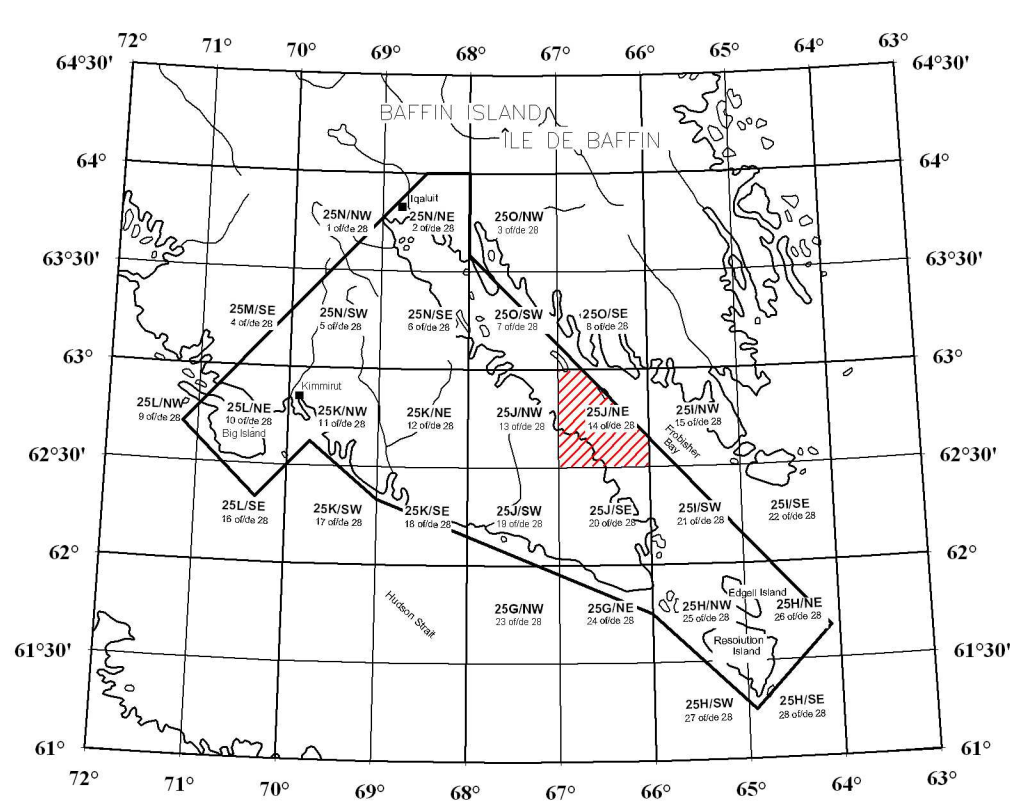 72° 71° 70° 69° 68° 67° 66° 65° 64° 63°
64°30' 64°30'
BAFFIN ISLAND
ÎLE DE BAFFIN
64° 64°
Iqaluit
25N/NW 25N/NE 25O/NW
1 of/de 28 2 of/de 28 3 of/de 28
63°30' 63°30'
25M/SE 25N/SW 25N/SE 25O/SW 25O/SE
4 of/de 28 5 of/de 28 6 of/de 28 7 of/de 28 8 of/de 28
63° 63°
Kimmirut
25L/NW 25L/NE 25K/NW 25K/NE 25J/NW 25J/NE 25I/NW
9 of/de 28 10 of/de 28 11 of/de 28 12 of/de 28 13 of/de 28 14 of/de 28 15 of/de 28
Big Island
Frobisher
Bay
62°30' 62°30'
25L/SE 25K/SW 25K/SE 25J/SW 25J/SE 25I/SW 25I/SE
16 of/de 28 17 of/de 28 18 of/de 28 19 of/de 28 20 of/de 28 21 of/de 28 22 of/de 28
62° 62°
Edgell Island
Hudson Strait
25G/NW 25G/NE 25H/NW 25H/NE
23 of/de 28 24 of/de 28 25 of/de 28 26 of/de 28
Resolution
Island
61°30' 61°30'
25H/SW 25H/SE
27 of/de 28 28 of/de 28
61° 61°
72° 71° 70° 69° 68° 67° 66° 65° 64° 63°